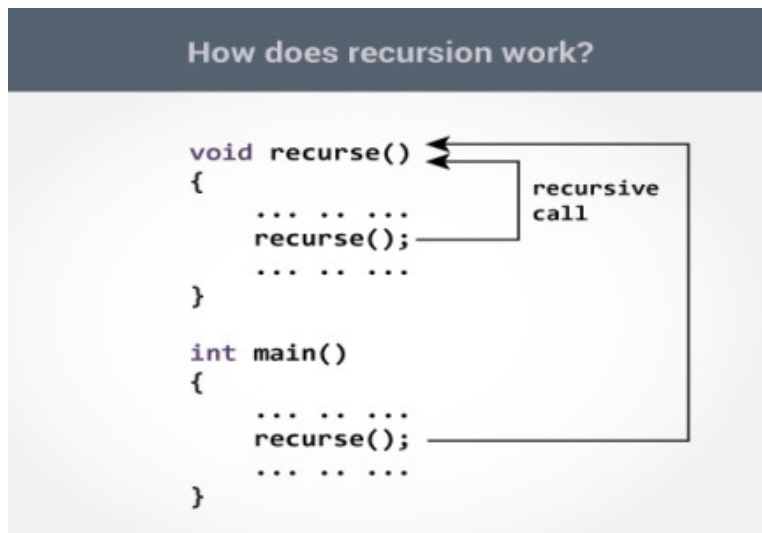 How does recursion work?
void recurse()
{
... .. ...
recurse();
... .. ...
}
recursive
call
int main()
{
... .. ...
recurse();
... .. ...
}